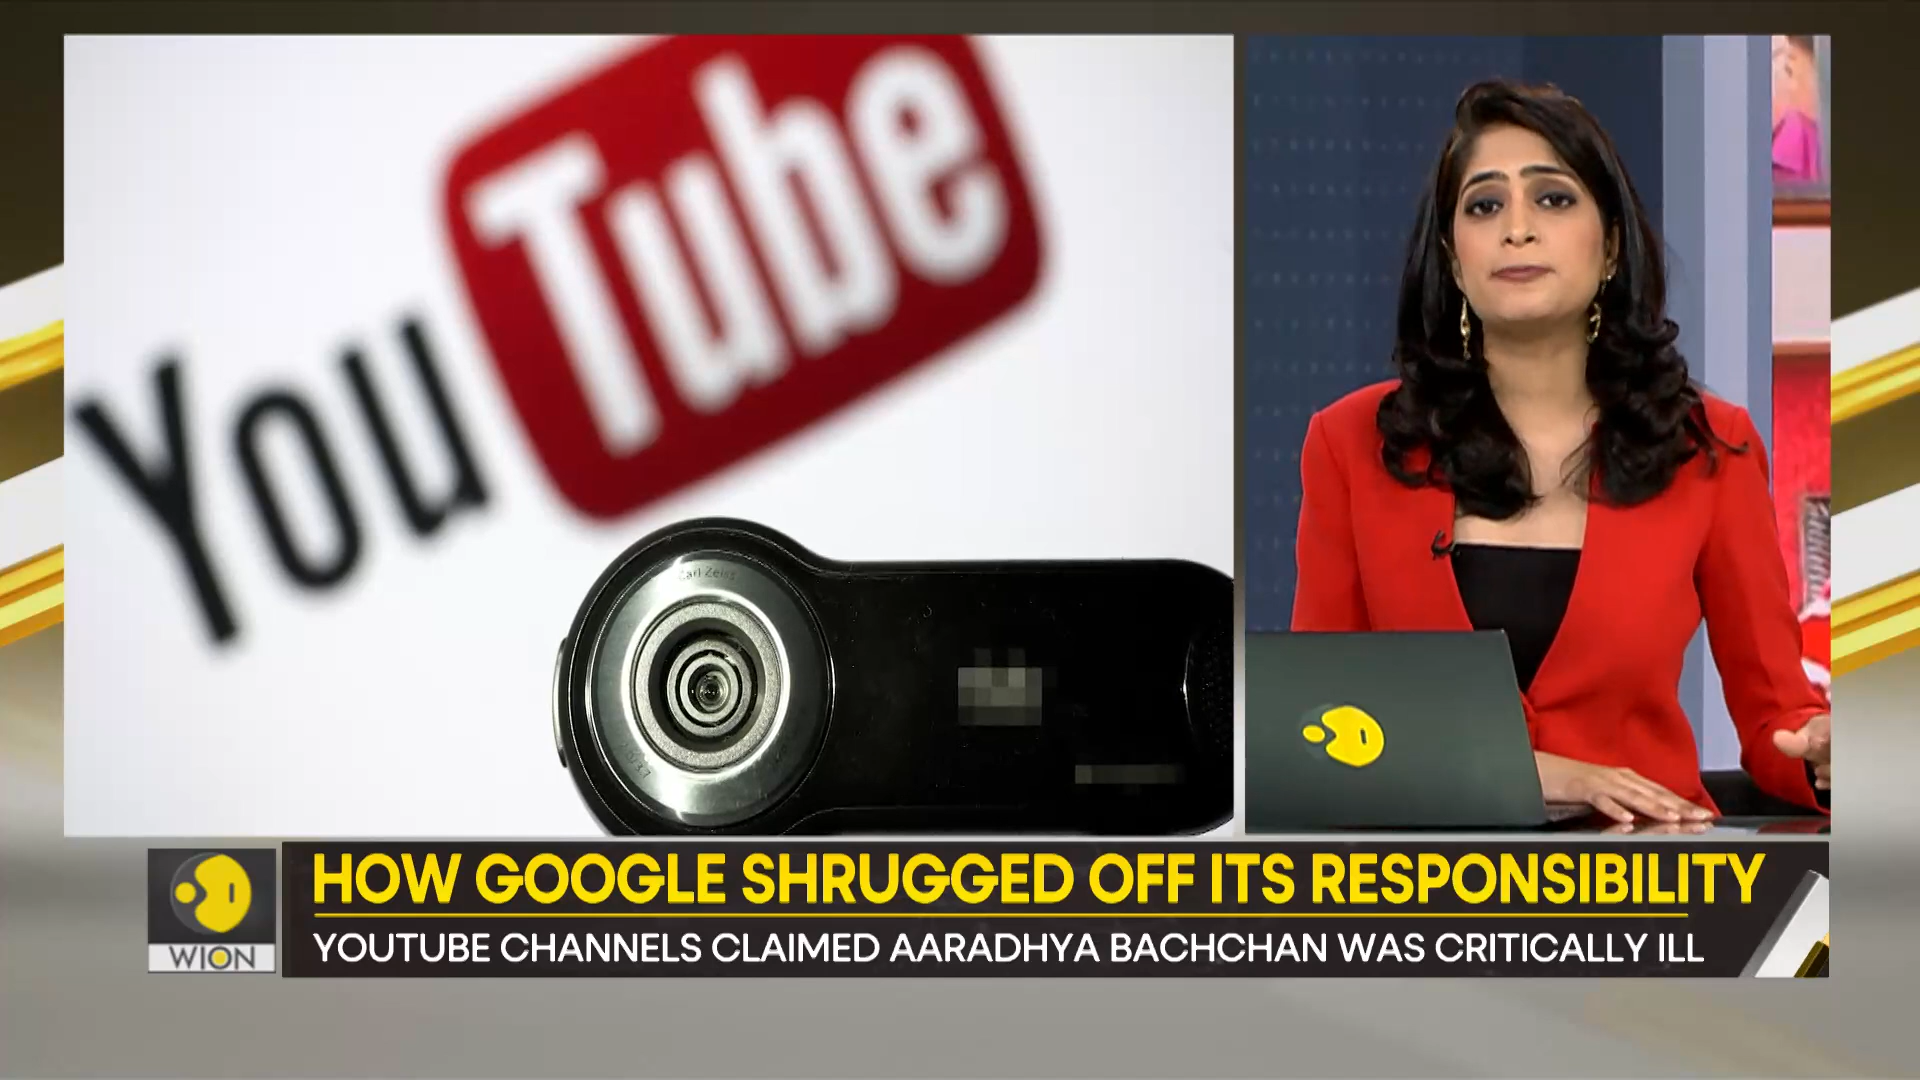 YouTube
Carl Zeiss
HOW GOOGLE SHRUGGED OFF ITS RESPONSIBILITY
WION
YOUTUBE CHANNELS CLAIMED AARADHYA BACHCHAN WAS CRITICALLY ILL